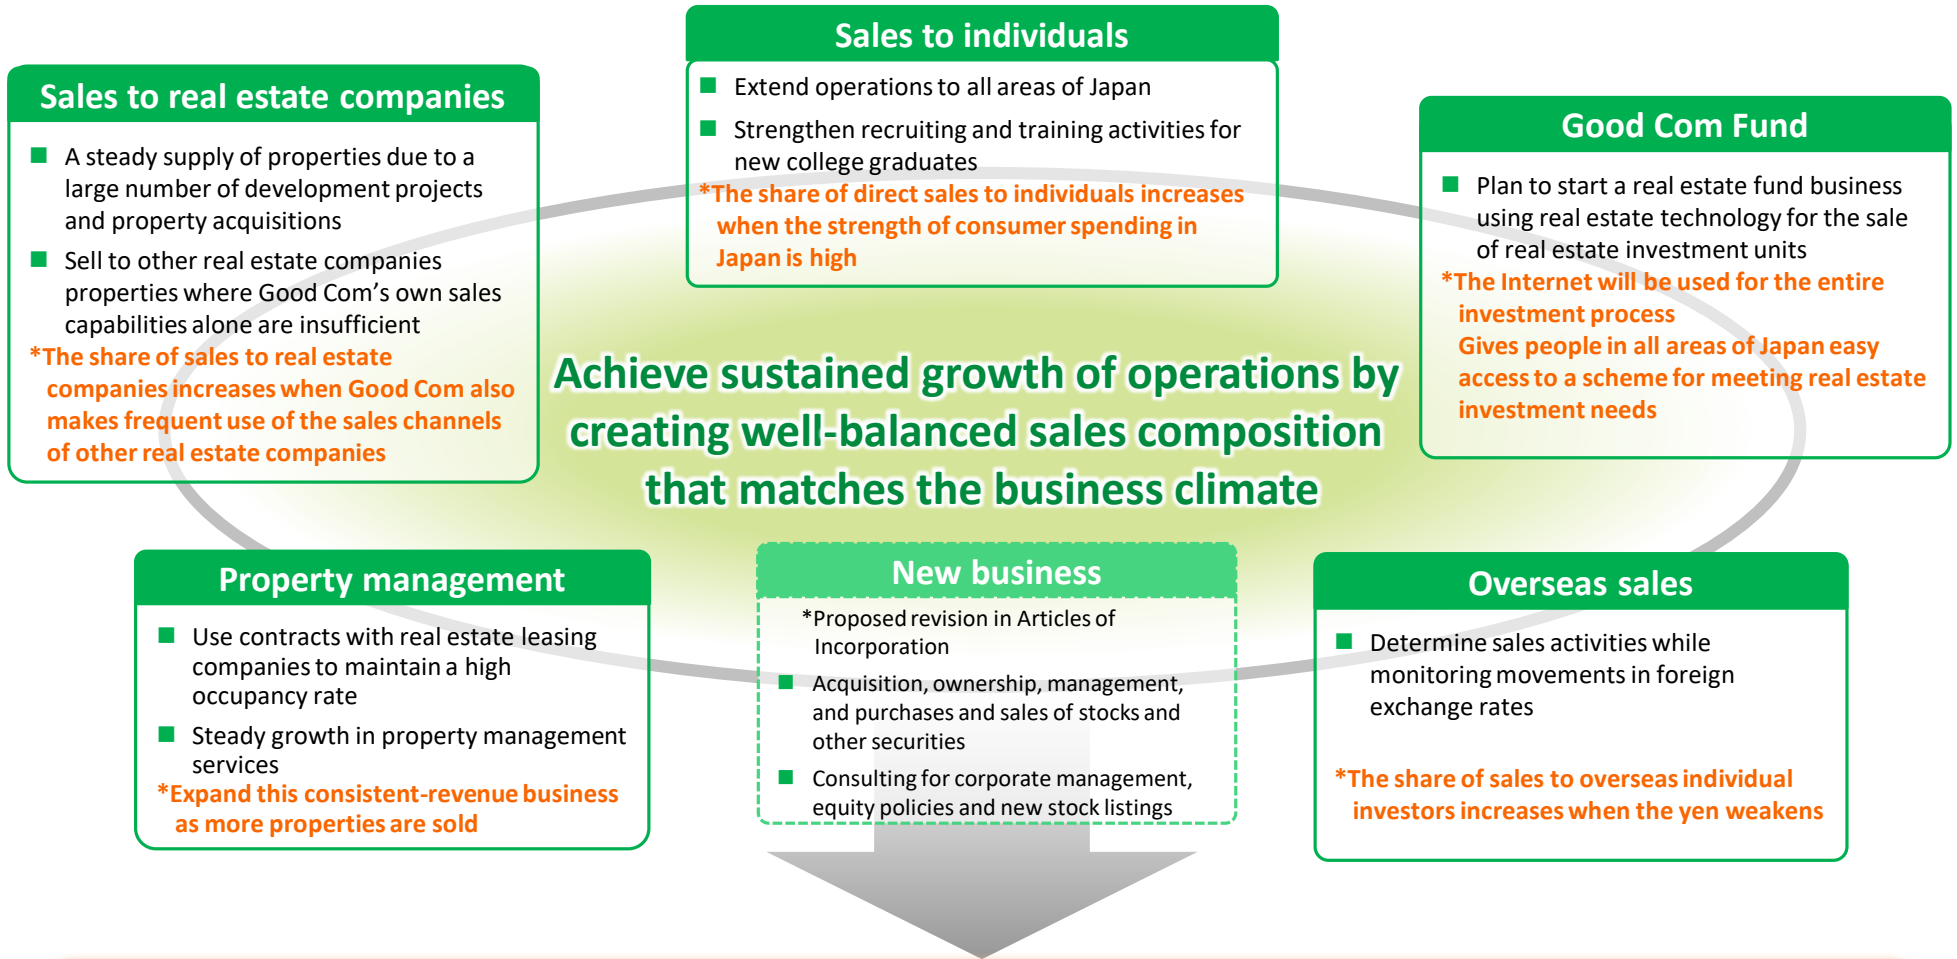 Sales to individuals
Extend operations to all areas of Japan
Strengthen recruiting and training activities for
new college graduates
*The share of direct sales to individuals increases
when the strength of consumer spending in
Japan is high
Sales to real estate companies
A steady supply of properties due to a
large number of development projects
and property acquisitions
Sell to other real estate companies
properties where Good Com’s own sales
capabilities alone are insufficient
*The share of sales to real estate
companies increases when Good Com also
makes frequent use of the sales channels
of other real estate companies
Good Com Fund
Plan to start a real estate fund business
using real estate technology for the sale
of real estate investment units
*The Internet will be used for the entire
investment process
Gives people in all areas of Japan easy
access to a scheme for meeting real estate
investment needs
Achieve sustained growth of operations by
creating well-balanced sales composition
that matches the business climate
Property management
Use contracts with real estate leasing
companies to maintain a high
occupancy rate
Steady growth in property management
services
*Expand this consistent-revenue business
as more properties are sold
New business
*Proposed revision in Articles of
Incorporation
Acquisition, ownership, management,
and purchases and sales of stocks and
other securities
Consulting for corporate management,
equity policies and new stock listings
Overseas sales
Determine sales activities while
monitoring movements in foreign
exchange rates
*The share of sales to overseas individual
investors increases when the yen weakens